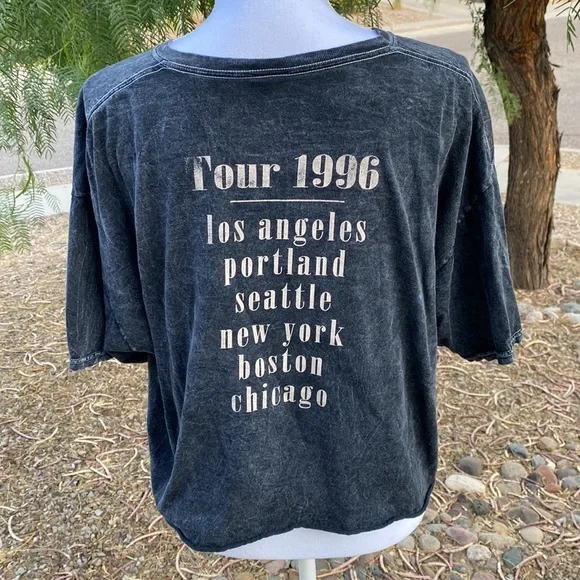 Tour 1996
los angeles
portland
seattle
new york
boston
chicago